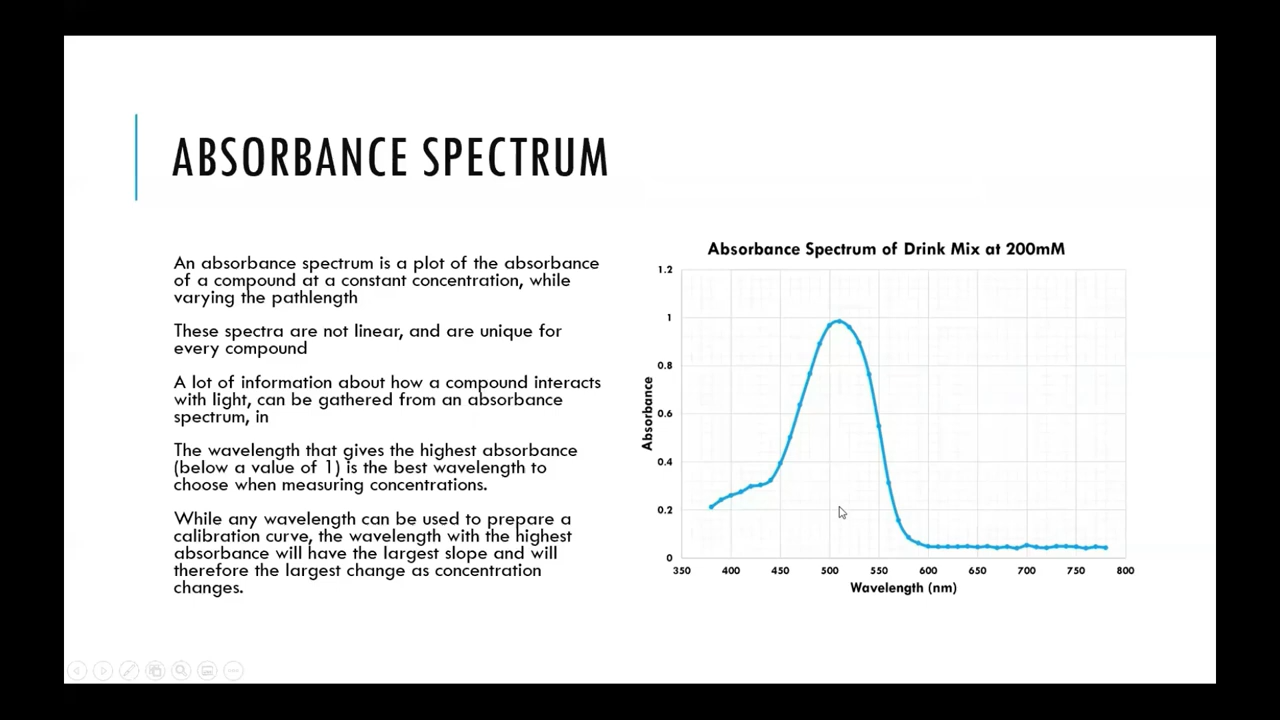 ABSORBANCE SPECTRUM
An absorbance spectrum is a plot of the absorbance
of a compound at a constant concentration, while
varying the pathlength
These spectra are not linear, and are unique for
every compound
A lot of information about how a compound interacts
with light, can be gathered from an absorbance
spectrum, in
The wavelength that gives the highest absorbance
(below a value of 1) is the best wavelength to
choose when measuring concentrations.
While any wavelength can be used to prepare a
calibration curve, the wavelength with the highest
absorbance will have the largest slope and will
therefore the largest change as concentration
changes.
Absorbance Spectrum of Drink Mix at 200mM
1.2
1
0.8
0.6
0.4
0.2
0
Absorbance
350 400 450 500 550 600 650 700 750 800
Wavelength (nm)